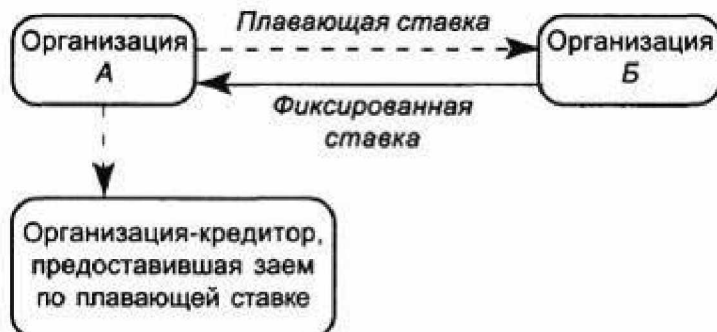 Организация
А
Плавающая ставка
Организация
Б
Фиксированная
ставка
Организация-кредитор,
предоставившая заем
по плавающей ставке